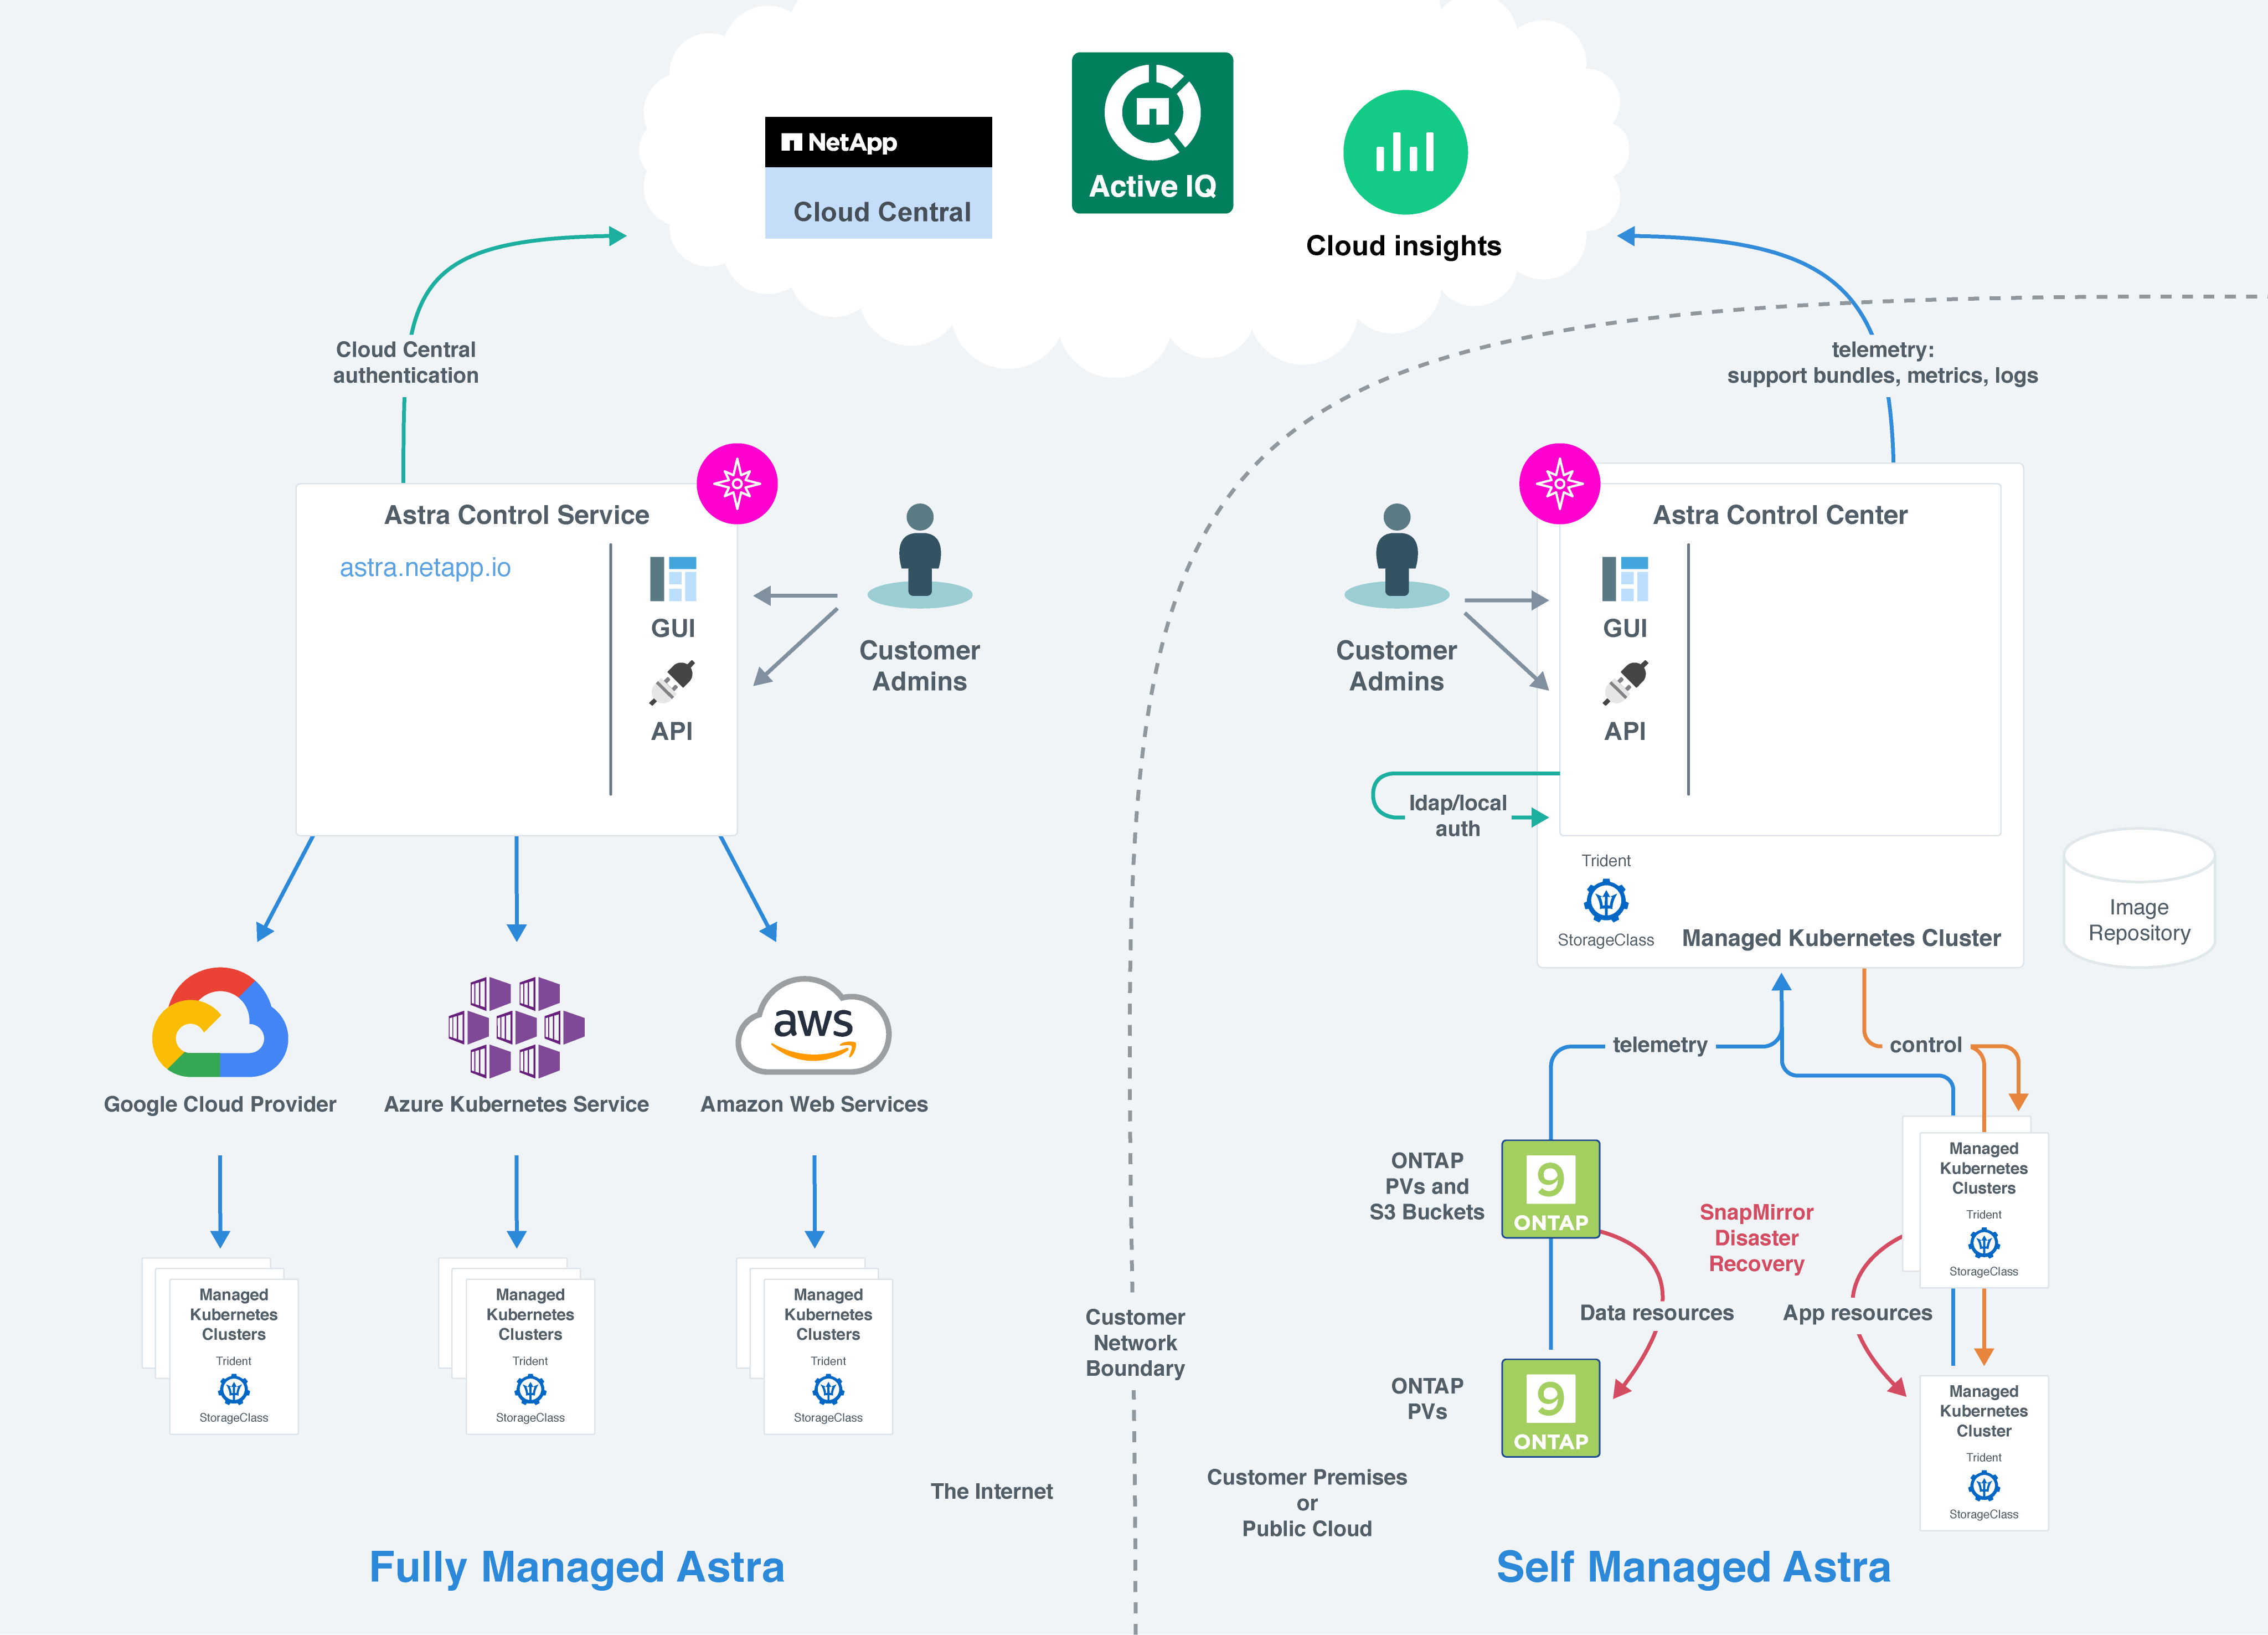 NetApp
Cloud Central
Active IQ
Cloud insights
Cloud Central
authentication
telemetry:
support bundles, metrics, logs
Astra Control Service
astra.netapp.io
GUI
API
Customer
Admins
Customer
Admins
Astra Control Center
GUI
API
ldap/local
auth
Trident
StorageClass
Managed Kubernetes Cluster
Image
Repository
aws
Google Cloud Provider
Azure Kubernetes Service
Amazon Web Services
Managed
Kubernetes
Clusters
Trident
StorageClass
Managed
Kubernetes
Clusters
Trident
StorageClass
Managed
Kubernetes
Clusters
Trident
StorageClass
telemetry
control
ONTAP
PVs and
S3 Buckets
9
ONTAP
SnapMirror
Disaster
Recovery
Managed
Kubernetes
Clusters
Trident
StorageClass
Data resources
App resources
Customer
Network
Boundary
ONTAP
PVs
9
ONTAP
Managed
Kubernetes
Cluster
Trident
StorageClass
The Internet
Customer Premises
or
Public Cloud
Fully Managed Astra
Self Managed Astra